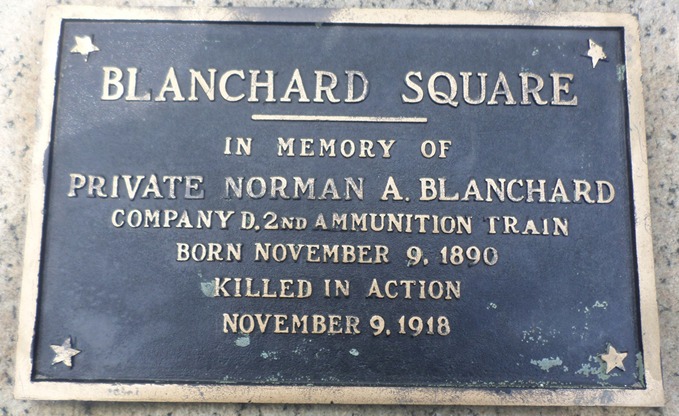 BLANCHARD SQUARE
IN MEMORY OF
PRIVATE NORMAN A. BLANCHARD
COMPANY D. 2ND AMMUNITION TRAIN
BORN NOVEMBER 9, 1890
KILLED IN ACTION
NOVEMBER 9, 1918